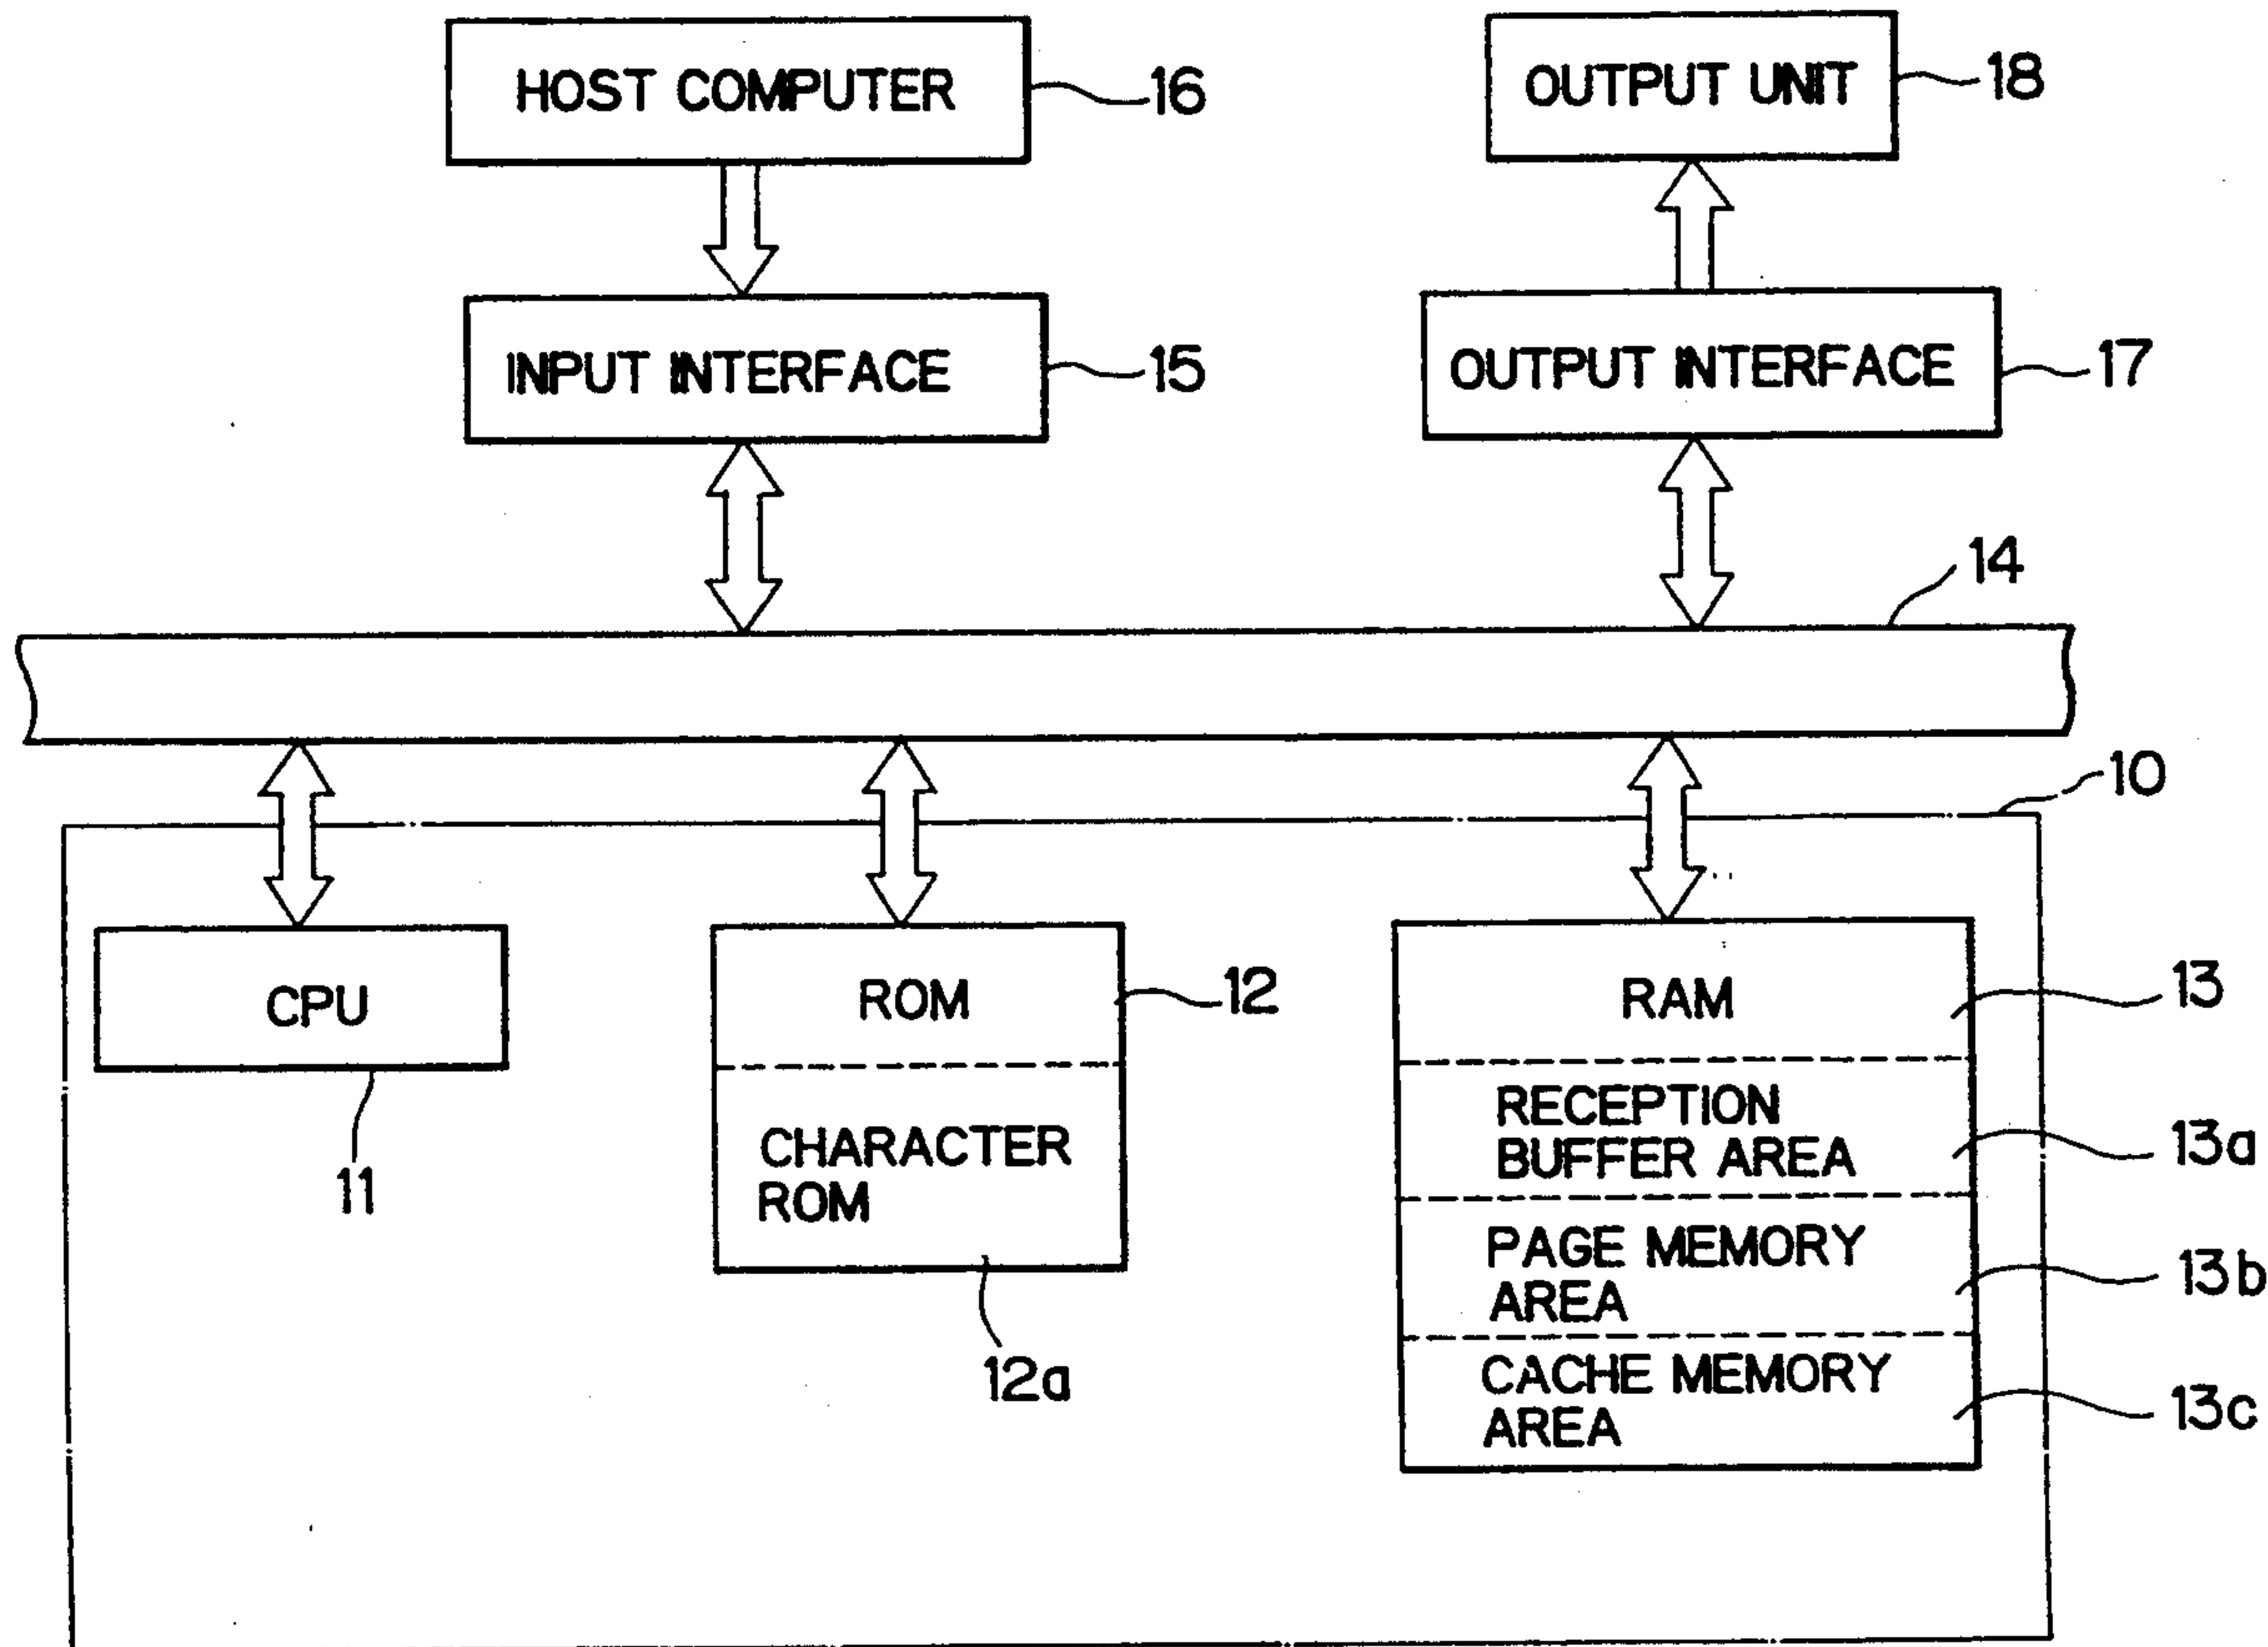 HOST COMPUTER
16
OUTPUT UNIT
18
INPUT INTERFACE
15
OUTPUT INTERFACE
17
14
10
CPU
11
ROM
12
CHARACTER
ROM
12a
RAM
13
RECEPTION
BUFFER AREA
13a
PAGE MEMORY
AREA
13b
CACHE MEMORY
AREA
13c